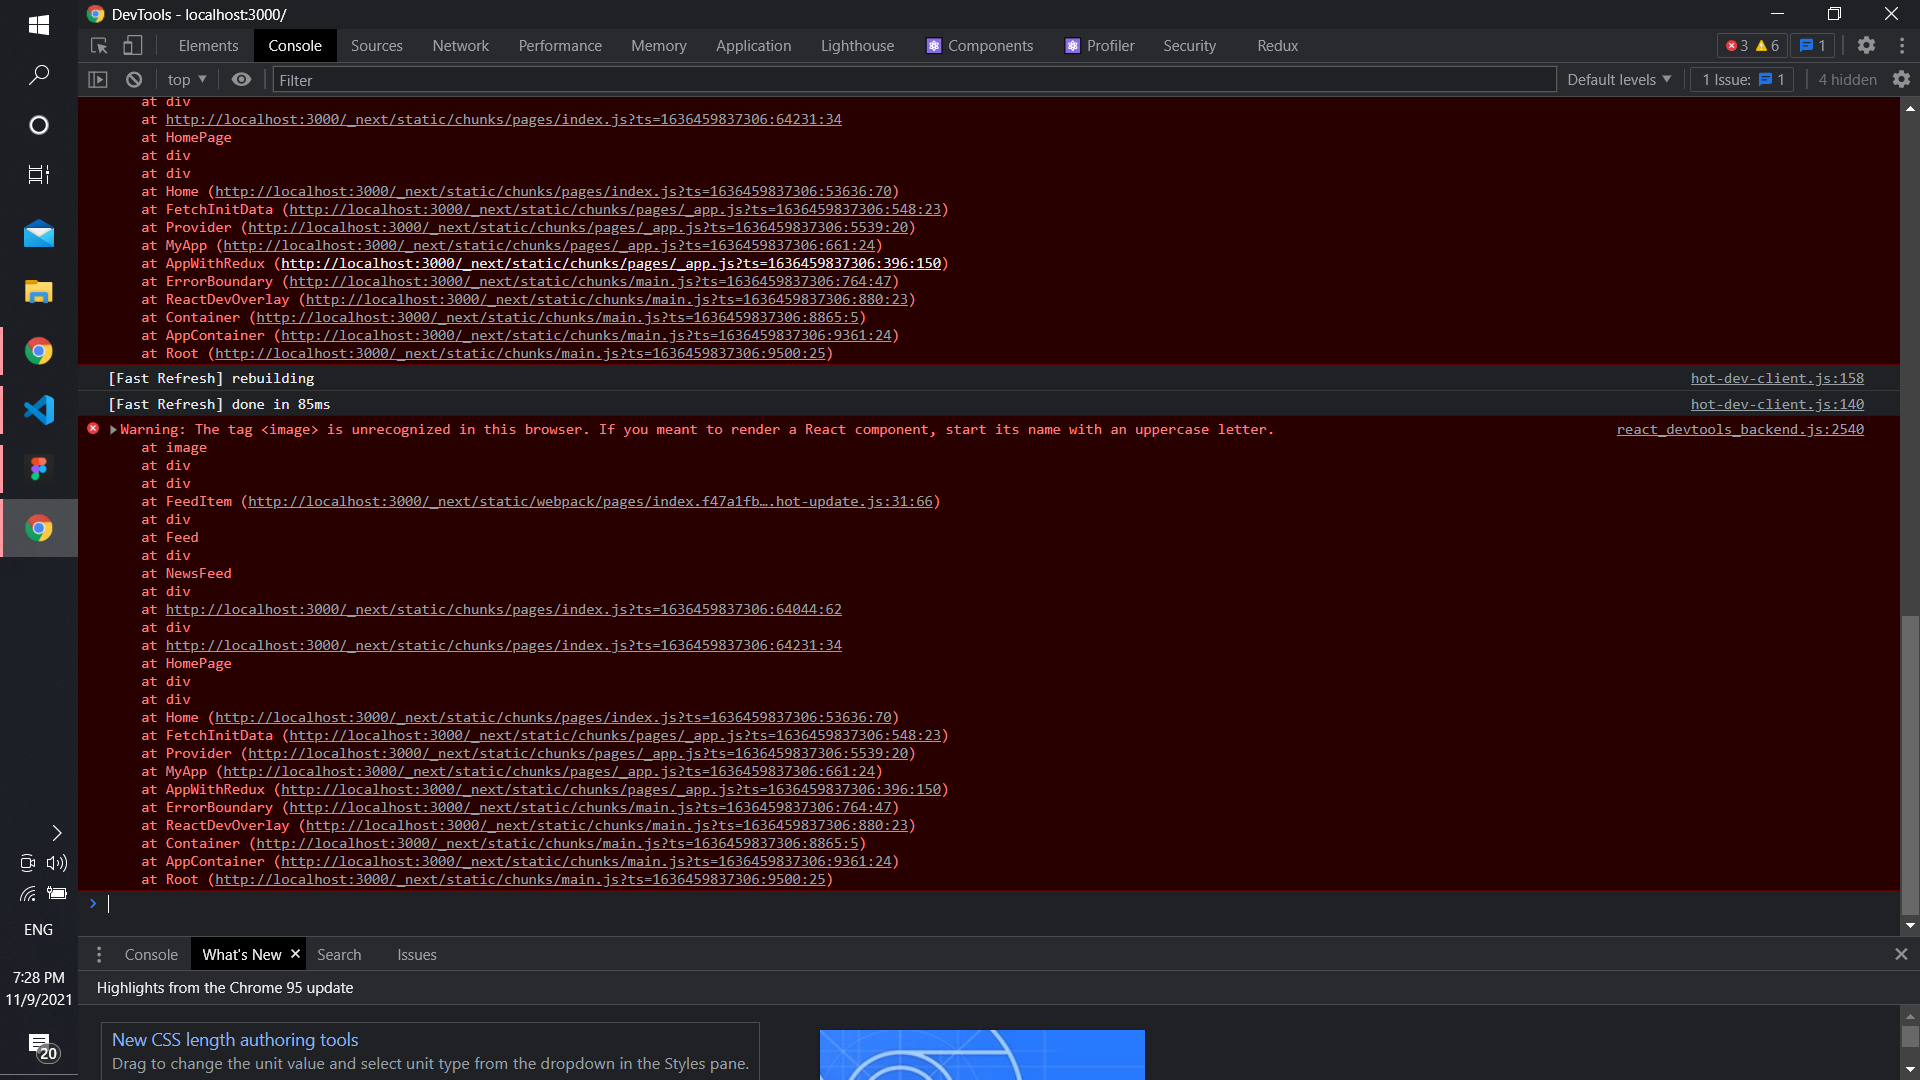 DevTools - localhost:3000/
Elements Console Sources Network Performance Memory Application Lighthouse Components Profiler Security Redux 3 6 1
top Filter Default levels 1 Issue: 1 4 hidden
at div
at http://localhost:3000/_next/static/chunks/pages/index.js?ts=1636459837306:64231:34
at HomePage
at div
at div
at Home (http://localhost:3000/_next/static/chunks/pages/index.js?ts=1636459837306:53636:70)
at FetchInitData (http://localhost:3000/_next/static/chunks/pages/_app.js?ts=1636459837306:548:23)
at Provider (http://localhost:3000/_next/static/chunks/pages/_app.js?ts=1636459837306:5539:20)
at MyApp (http://localhost:3000/_next/static/chunks/pages/_app.js?ts=1636459837306:661:24)
at AppWithRedux (http://localhost:3000/_next/static/chunks/pages/_app.js?ts=1636459837306:396:150)
at ErrorBoundary (http://localhost:3000/_next/static/chunks/main.js?ts=1636459837306:764:47)
at ReactDevOverlay (http://localhost:3000/_next/static/chunks/main.js?ts=1636459837306:880:23)
at Container (http://localhost:3000/_next/static/chunks/main.js?ts=1636459837306:8865:5)
at AppContainer (http://localhost:3000/_next/static/chunks/main.js?ts=1636459837306:9361:24)
at Root (http://localhost:3000/_next/static/chunks/main.js?ts=1636459837306:9500:25)
[Fast Refresh] rebuilding hot-dev-client.js:158
[Fast Refresh] done in 85ms hot-dev-client.js:140
Warning: The tag <image> is unrecognized in this browser. If you meant to render a React component, start its name with an uppercase letter. react_devtools_backend.js:2540
at image
at div
at div
at FeedItem (http://localhost:3000/_next/static/webpack/pages/index.f47a1fb….hot-update.js:31:66)
at div
at Feed
at div
at NewsFeed
at div
at http://localhost:3000/_next/static/chunks/pages/index.js?ts=1636459837306:64044:62
at div
at http://localhost:3000/_next/static/chunks/pages/index.js?ts=1636459837306:64231:34
at HomePage
at div
at div
at Home (http://localhost:3000/_next/static/chunks/pages/index.js?ts=1636459837306:53636:70)
at FetchInitData (http://localhost:3000/_next/static/chunks/pages/_app.js?ts=1636459837306:548:23)
at Provider (http://localhost:3000/_next/static/chunks/pages/_app.js?ts=1636459837306:5539:20)
at MyApp (http://localhost:3000/_next/static/chunks/pages/_app.js?ts=1636459837306:661:24)
at AppWithRedux (http://localhost:3000/_next/static/chunks/pages/_app.js?ts=1636459837306:396:150)
at ErrorBoundary (http://localhost:3000/_next/static/chunks/main.js?ts=1636459837306:764:47)
at ReactDevOverlay (http://localhost:3000/_next/static/chunks/main.js?ts=1636459837306:880:23)
at Container (http://localhost:3000/_next/static/chunks/main.js?ts=1636459837306:8865:5)
at AppContainer (http://localhost:3000/_next/static/chunks/main.js?ts=1636459837306:9361:24)
at Root (http://localhost:3000/_next/static/chunks/main.js?ts=1636459837306:9500:25)
Console What's New Search Issues
Highlights from the Chrome 95 update
New CSS length authoring tools
Drag to change the unit value and select unit type from the dropdown in the Styles pane.
ENG
7:28 PM
11/9/2021
20